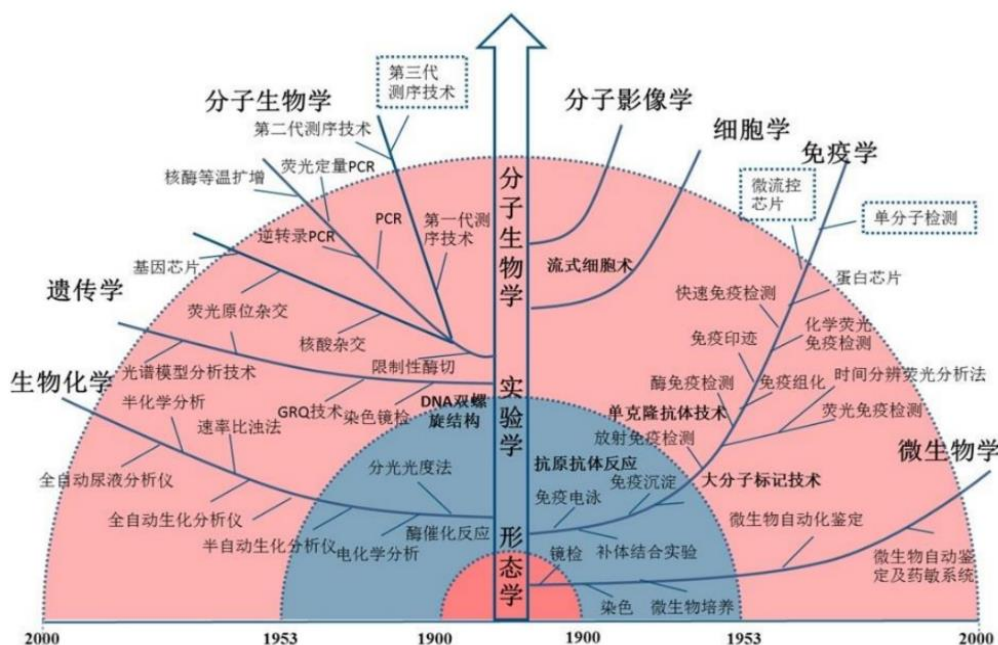 第三代
测序技术
分子生物学
第二代测序技术
荧光定量PCR
核酶等温扩增
PCR
逆转录PCR
第一代测
序技术
基因芯片
遗传学
荧光原位杂交
核酸杂交
限制性酶切
光谱模型分析技术
GRQ技术
染色镜检
DNA双螺
旋结构
生物化学
半化学分析
速率比浊法
全自动尿液分析仪
全自动生化分析仪
半自动生化分析仪
分光光度法
酶催化反应
电化学分析
分子生物学
实验学
形态学
分子影像学
细胞学
流式细胞术
免疫学
微流控
芯片
单分子检测
蛋白芯片
快速免疫检测
化学荧光
免疫检测
免疫印迹
时间分辨荧光分析法
酶免疫检测
免疫组化
单克隆抗体技术
荧光免疫检测
放射免疫检测
抗原抗体反应
免疫沉淀
大分子标记技术
免疫电泳
补体结合实验
微生物学
微生物自动化鉴定
微生物自动鉴
定及药敏系统
镜检
染色
微生物培养
2000
1953
1900
1900
1953
2000